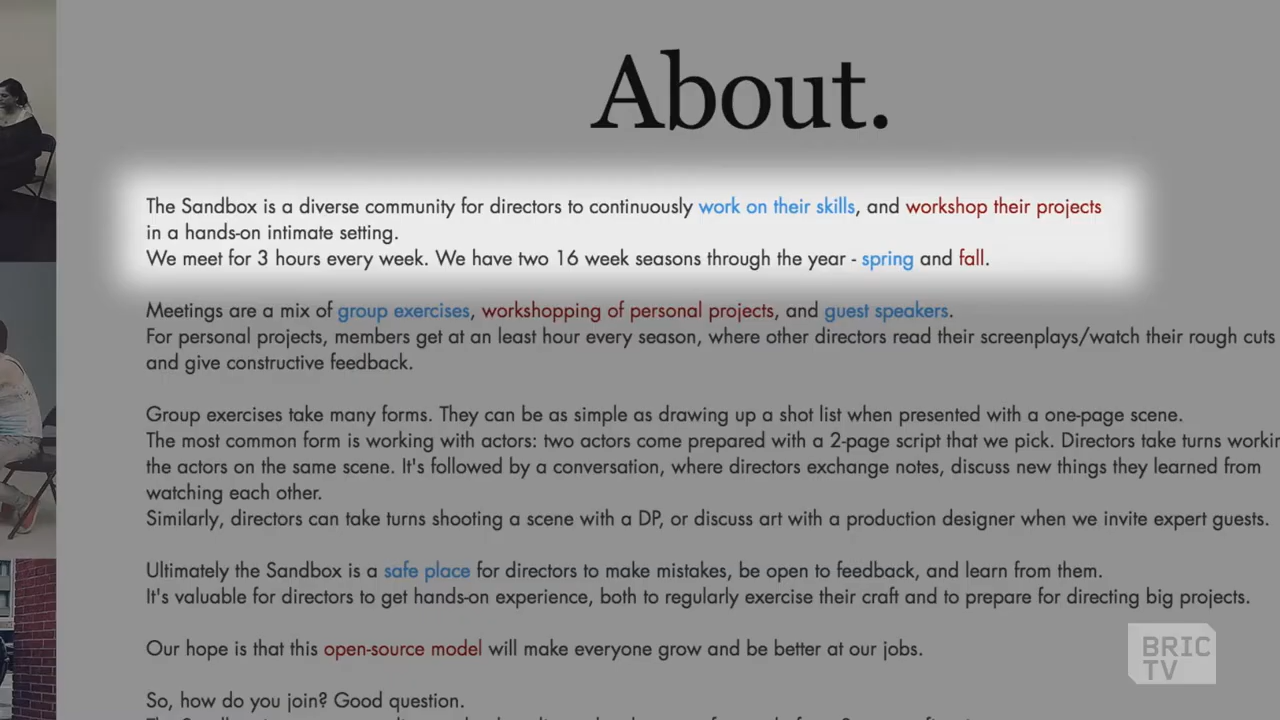 About.
The Sandbox is a diverse community for directors to continuously work on their skills, and workshop their projects
in a hands-on intimate setting.
We meet for 3 hours every week. We have two 16 week seasons through the year - spring and fall.
Meetings are a mix of group exercises, workshopping of personal projects, and guest speakers.
For personal projects, members get at an least hour every season, where other directors read their screenplays/watch their rough cuts
and give constructive feedback.
Group exercises take many forms. They can be as simple as drawing up a shot list when presented with a one-page scene.
The most common form is working with actors: two actors come prepared with a 2-page script that we pick. Directors take turns
the actors on the same scene. It's followed by a conversation, where directors exchange notes, discuss new things they learned from
watching each other.
Similarly, directors can take turns shooting a scene with a DP, or discuss art with a production designer when we invite expert guests.
Ultimately the Sandbox is a safe place for directors to make mistakes, be open to feedback, and learn from them.
It's valuable for directors to get hands-on experience, both to regularly exercise their craft and to prepare for directing big projects.
Our hope is that this open-source model will make everyone grow and be better at our jobs.
So, how do you join? Good question.
BRIC
TV